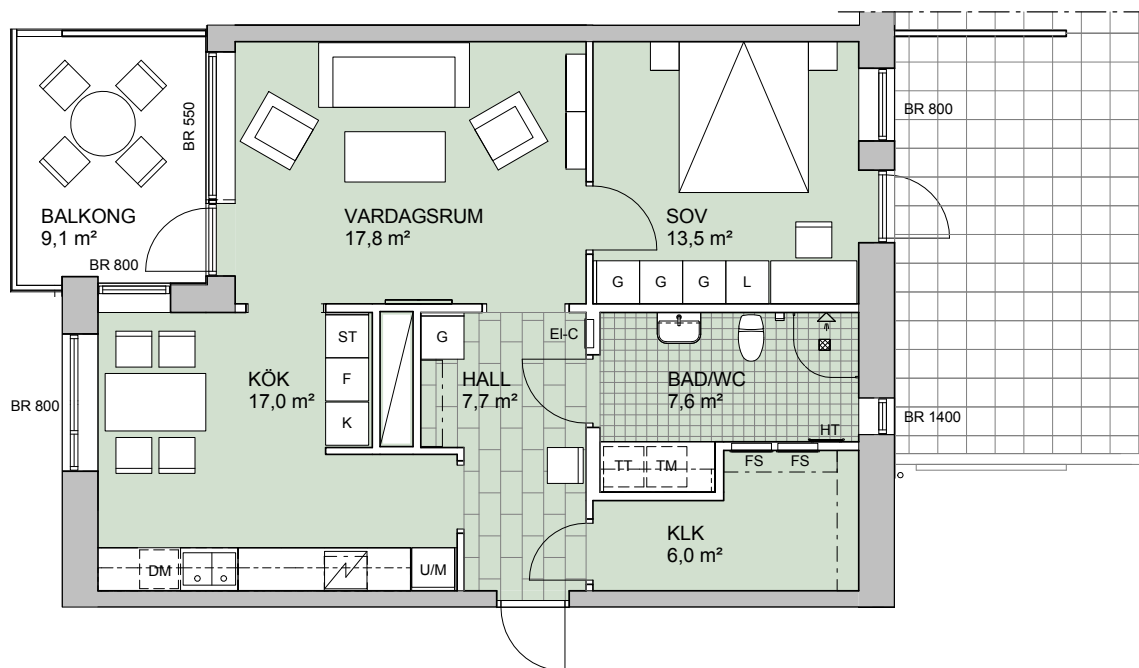 BR 550
BR 800
BALKONG
9,1 m²
VARDAGSRUM
17,8 m²
SOV
13,5 m²
BR 800
G
G
G
L
ST
F
K
G
El-C
KÖK
17,0 m²
HALL
7,7 m²
BAD/WC
7,6 m²
BR 800
BR 1400
HT
TT
TM
FS
FS
KLK
6,0 m²
DM
U/M